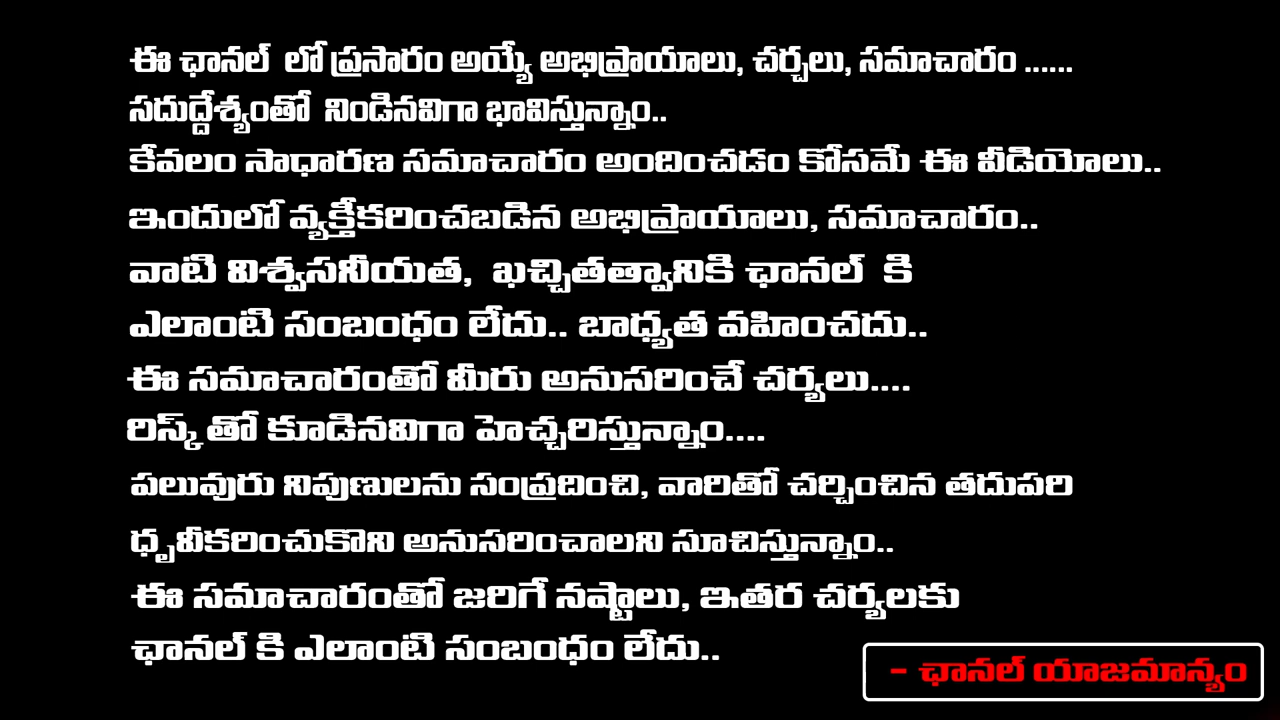 ఈ ఛానల్ లో ప్రసారం అయ్యే అభిప్రాయాలు, చర్చలు, సమాచారం ......
సదుద్దేశ్యంతో నిండినవిగా భావిస్తున్నాం..
కేవలం సాధారణ సమాచారం అందించడం కోసమే ఈ వీడియోలు..
ఇందులో వ్యక్తీకరించబడిన అభిప్రాయాలు, సమాచారం..
వాటి విశ్వసనీయత, ఖచ్చితత్వానికి ఛానల్ కి
ఎలాంటి సంబంధం లేదు.. బాధ్యత వహించదు..
ఈ సమాచారంతో మీరు అనుసరించే చర్యలు....
రిస్క్ తో కూడినవిగా హెచ్చరిస్తున్నాం....
పలువురు నిపుణులను సంప్రదించి, వారితో చర్చించిన తదుపరి
ధృవీకరించుకొని అనుసరించాలని సూచిస్తున్నాం..
ఈ సమాచారంతో జరిగే నష్టాలు, ఇతర చర్యలకు
ఛానల్ కి ఎలాంటి సంబంధం లేదు..
- ఛానల్ యాజమాన్యం